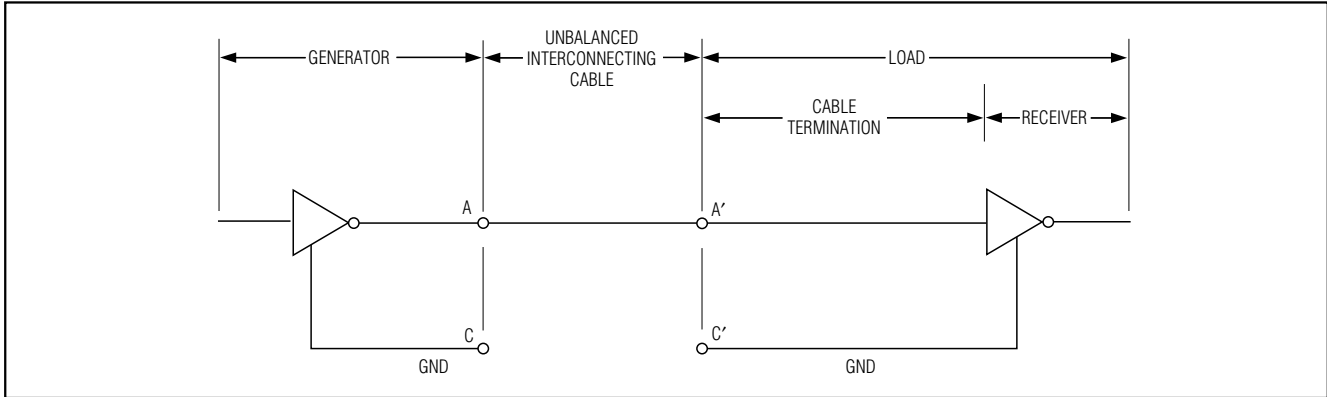 GENERATOR
UNBALANCED
INTERCONNECTING
CABLE
LOAD
CABLE
TERMINATION
RECEIVER
A
A′
C
C′
GND
GND